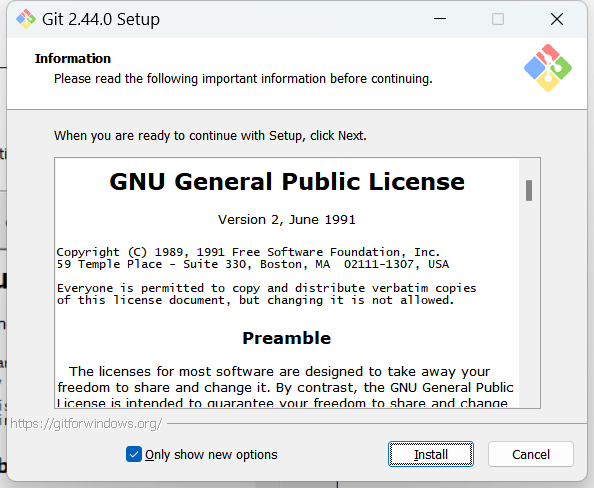 Git 2.44.0 Setup
Information
Please read the following important information before continuing.
When you are ready to continue with Setup, click Next.
GNU General Public License
Version 2, June 1991
Copyright (C) 1989, 1991 Free Software Foundation, Inc.
59 Temple Place - Suite 330, Boston, MA  02111-1307, USA
Everyone is permitted to copy and distribute verbatim copies
of this license document, but changing it is not allowed.
Preamble
The licenses for most software are designed to take away your
freedom to share and change it. By contrast, the GNU General Public
License is intended to guarantee your freedom to share and change
https://gitforwindows.org/
Only show new options
Install
Cancel